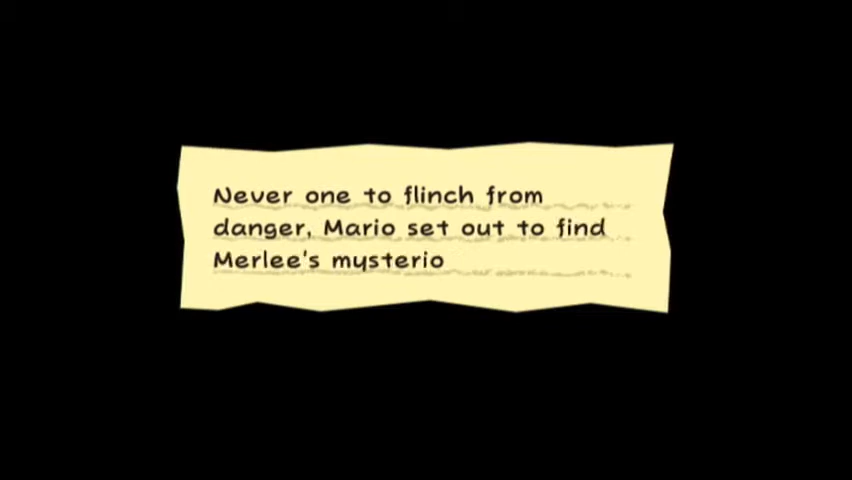 Never one to flinch from
danger, Mario set out to find
Merlee's mysterio